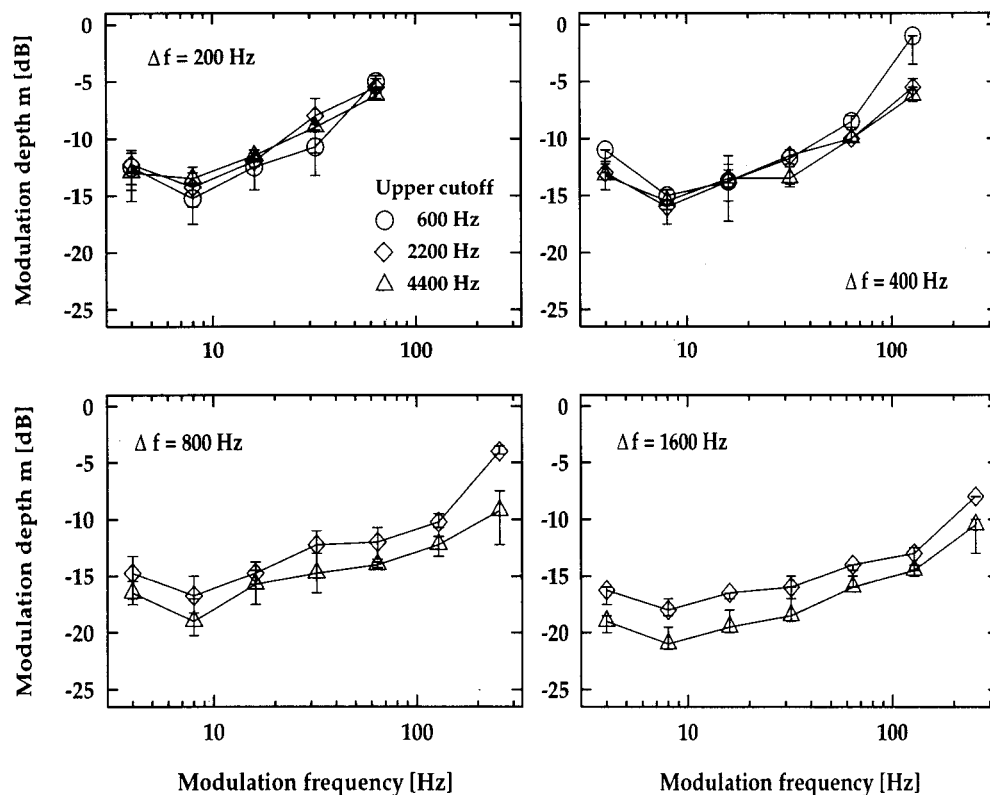 Modulation depth m [dB]
0
-5
-10
-15
-20
-25
Δ f = 200 Hz
Upper cutoff
600 Hz
2200 Hz
4400 Hz
10
100
0
-5
-10
-15
-20
-25
Δ f = 400 Hz
10
100
Modulation depth m [dB]
0
-5
-10
-15
-20
-25
Δ f = 800 Hz
10
100
Modulation frequency [Hz]
0
-5
-10
-15
-20
-25
Δ f = 1600 Hz
10
100
Modulation frequency [Hz]